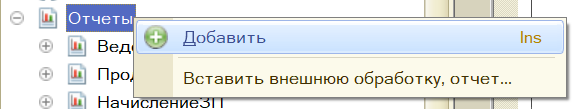 Отчеты
Добавить Ins
Вставить внешнюю обработку, отчет...
НачислениеЗП